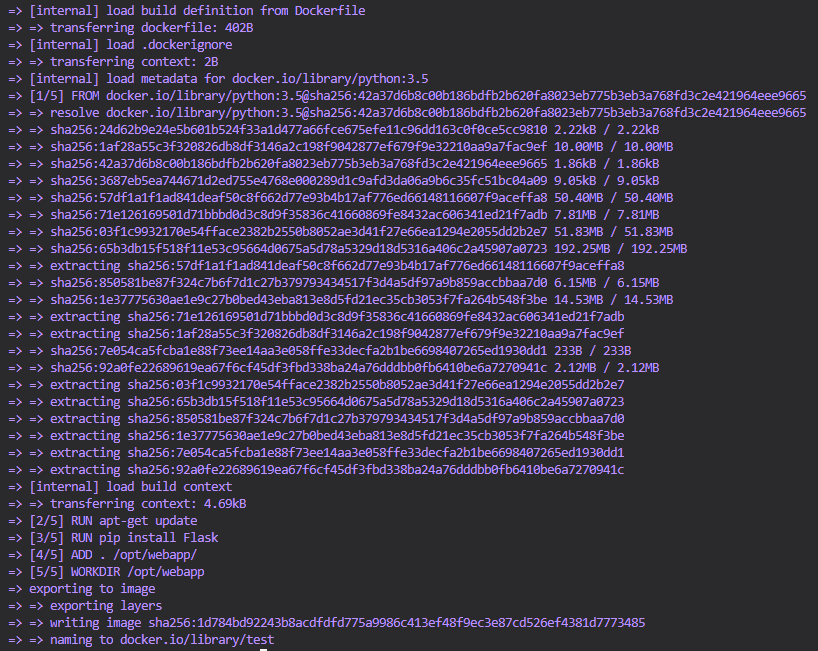 => [internal] load build definition from Dockerfile
=> => transferring dockerfile: 402B
=> [internal] load .dockerignore
=> => transferring context: 2B
=> [internal] load metadata for docker.io/library/python:3.5
=> [1/5] FROM docker.io/library/python:3.5@sha256:42a37d6b8c00b186bdfb2b620fa8023eb775b3eb3a768fd3c2e421964eee9665
=> => resolve docker.io/library/python:3.5@sha256:42a37d6b8c00b186bdfb2b620fa8023eb775b3eb3a768fd3c2e421964eee9665
=> => sha256:24d62b9e24e5b601b524f33a1d477a66fce675efe11c96dd163c0f0ce5cc9810 2.22kB / 2.22kB
=> => sha256:1af28a55c3f320826db8df3146a2c198f9042877ef679f9e32210aa9a7fac9ef 10.00MB / 10.00MB
=> => sha256:42a37d6b8c00b186bdfb2b620fa8023eb775b3eb3a768fd3c2e421964eee9665 1.86kB / 1.86kB
=> => sha256:3687eb5ea744671d2ed755e4768e000289d1c9afd3da06a9b6c35fc51bc04a09 9.05kB / 9.05kB
=> => sha256:57df1a1f1ad841deaf50c8f662d77e93b4b17af776ed66148116607f9aceffa8 50.40MB / 50.40MB
=> => sha256:71e126169501d71bbbd0d3c8d9f35836c41660869fe8432ac606341ed21f7adb 7.81MB / 7.81MB
=> => sha256:03f1c9932170e54fface2382b2550b8052ae3d41f27e66ea1294e2055dd2b2e7 51.83MB / 51.83MB
=> => sha256:65b3db15f518f11e53c95664d0675a5d78a5329d18d5316a406c2a45907a0723 192.25MB / 192.25MB
=> => extracting sha256:57df1a1f1ad841deaf50c8f662d77e93b4b17af776ed66148116607f9aceffa8
=> => sha256:850581be87f324c7b6f7d1c27b379793434517f3d4a5df97a9b859accbbaa7d0 6.15MB / 6.15MB
=> => sha256:1e37775630ae1e9c27b0bed43eba813e8d5fd21ec35cb3053f7fa264b548f3be 14.53MB / 14.53MB
=> => extracting sha256:71e126169501d71bbbd0d3c8d9f35836c41660869fe8432ac606341ed21f7adb
=> => extracting sha256:1af28a55c3f320826db8df3146a2c198f9042877ef679f9e32210aa9a7fac9ef
=> => sha256:7e054ca5fcba1e88f73ee14aa3e058ffe33decfa2b1be6698407265ed1930dd1 233B / 233B
=> => sha256:92a0fe22689619ea67f6cf45df3fbd338ba24a76dddbb0fb6410be6a7270941c 2.12MB / 2.12MB
=> => extracting sha256:03f1c9932170e54fface2382b2550b8052ae3d41f27e66ea1294e2055dd2b2e7
=> => extracting sha256:65b3db15f518f11e53c95664d0675a5d78a5329d18d5316a406c2a45907a0723
=> => extracting sha256:850581be87f324c7b6f7d1c27b379793434517f3d4a5df97a9b859accbbaa7d0
=> => extracting sha256:1e37775630ae1e9c27b0bed43eba813e8d5fd21ec35cb3053f7fa264b548f3be
=> => extracting sha256:7e054ca5fcba1e88f73ee14aa3e058ffe33decfa2b1be6698407265ed1930dd1
=> => extracting sha256:92a0fe22689619ea67f6cf45df3fbd338ba24a76dddbb0fb6410be6a7270941c
=> [internal] load build context
=> => transferring context: 4.69kB
=> [2/5] RUN apt-get update
=> [3/5] RUN pip install Flask
=> [4/5] ADD . /opt/webapp/
=> [5/5] WORKDIR /opt/webapp
=> exporting to image
=> => exporting layers
=> => writing image sha256:1d784bd92243b8acdfdfd775a9986c413ef48f9ec3e87cd526ef4381d7773485
=> => naming to docker.io/library/test